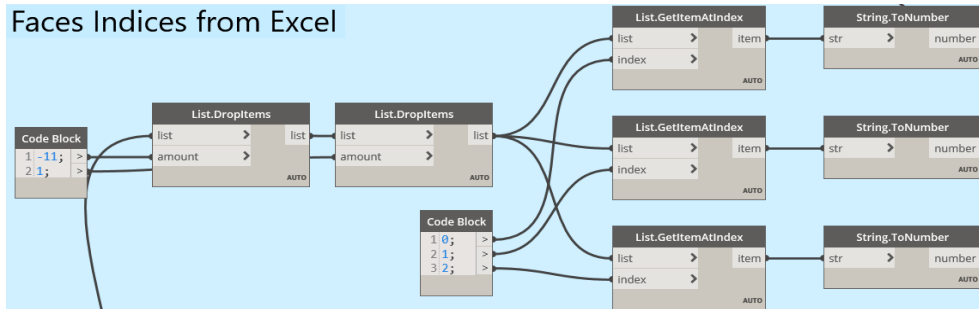 Faces Indices from Excel
List.GetItemAtIndex
String.ToNumber
list > item
str > number
index >
AUTO
AUTO
List.DropItems
List.DropItems
Code Block
list > list
list > list
1 -11; >
amount >
amount >
2 1; >
AUTO
AUTO
List.GetItemAtIndex
String.ToNumber
list > item
str > number
index >
AUTO
AUTO
Code Block
1 0; >
2 1; >
3 2; >
List.GetItemAtIndex
String.ToNumber
list > item
str > number
index >
AUTO
AUTO